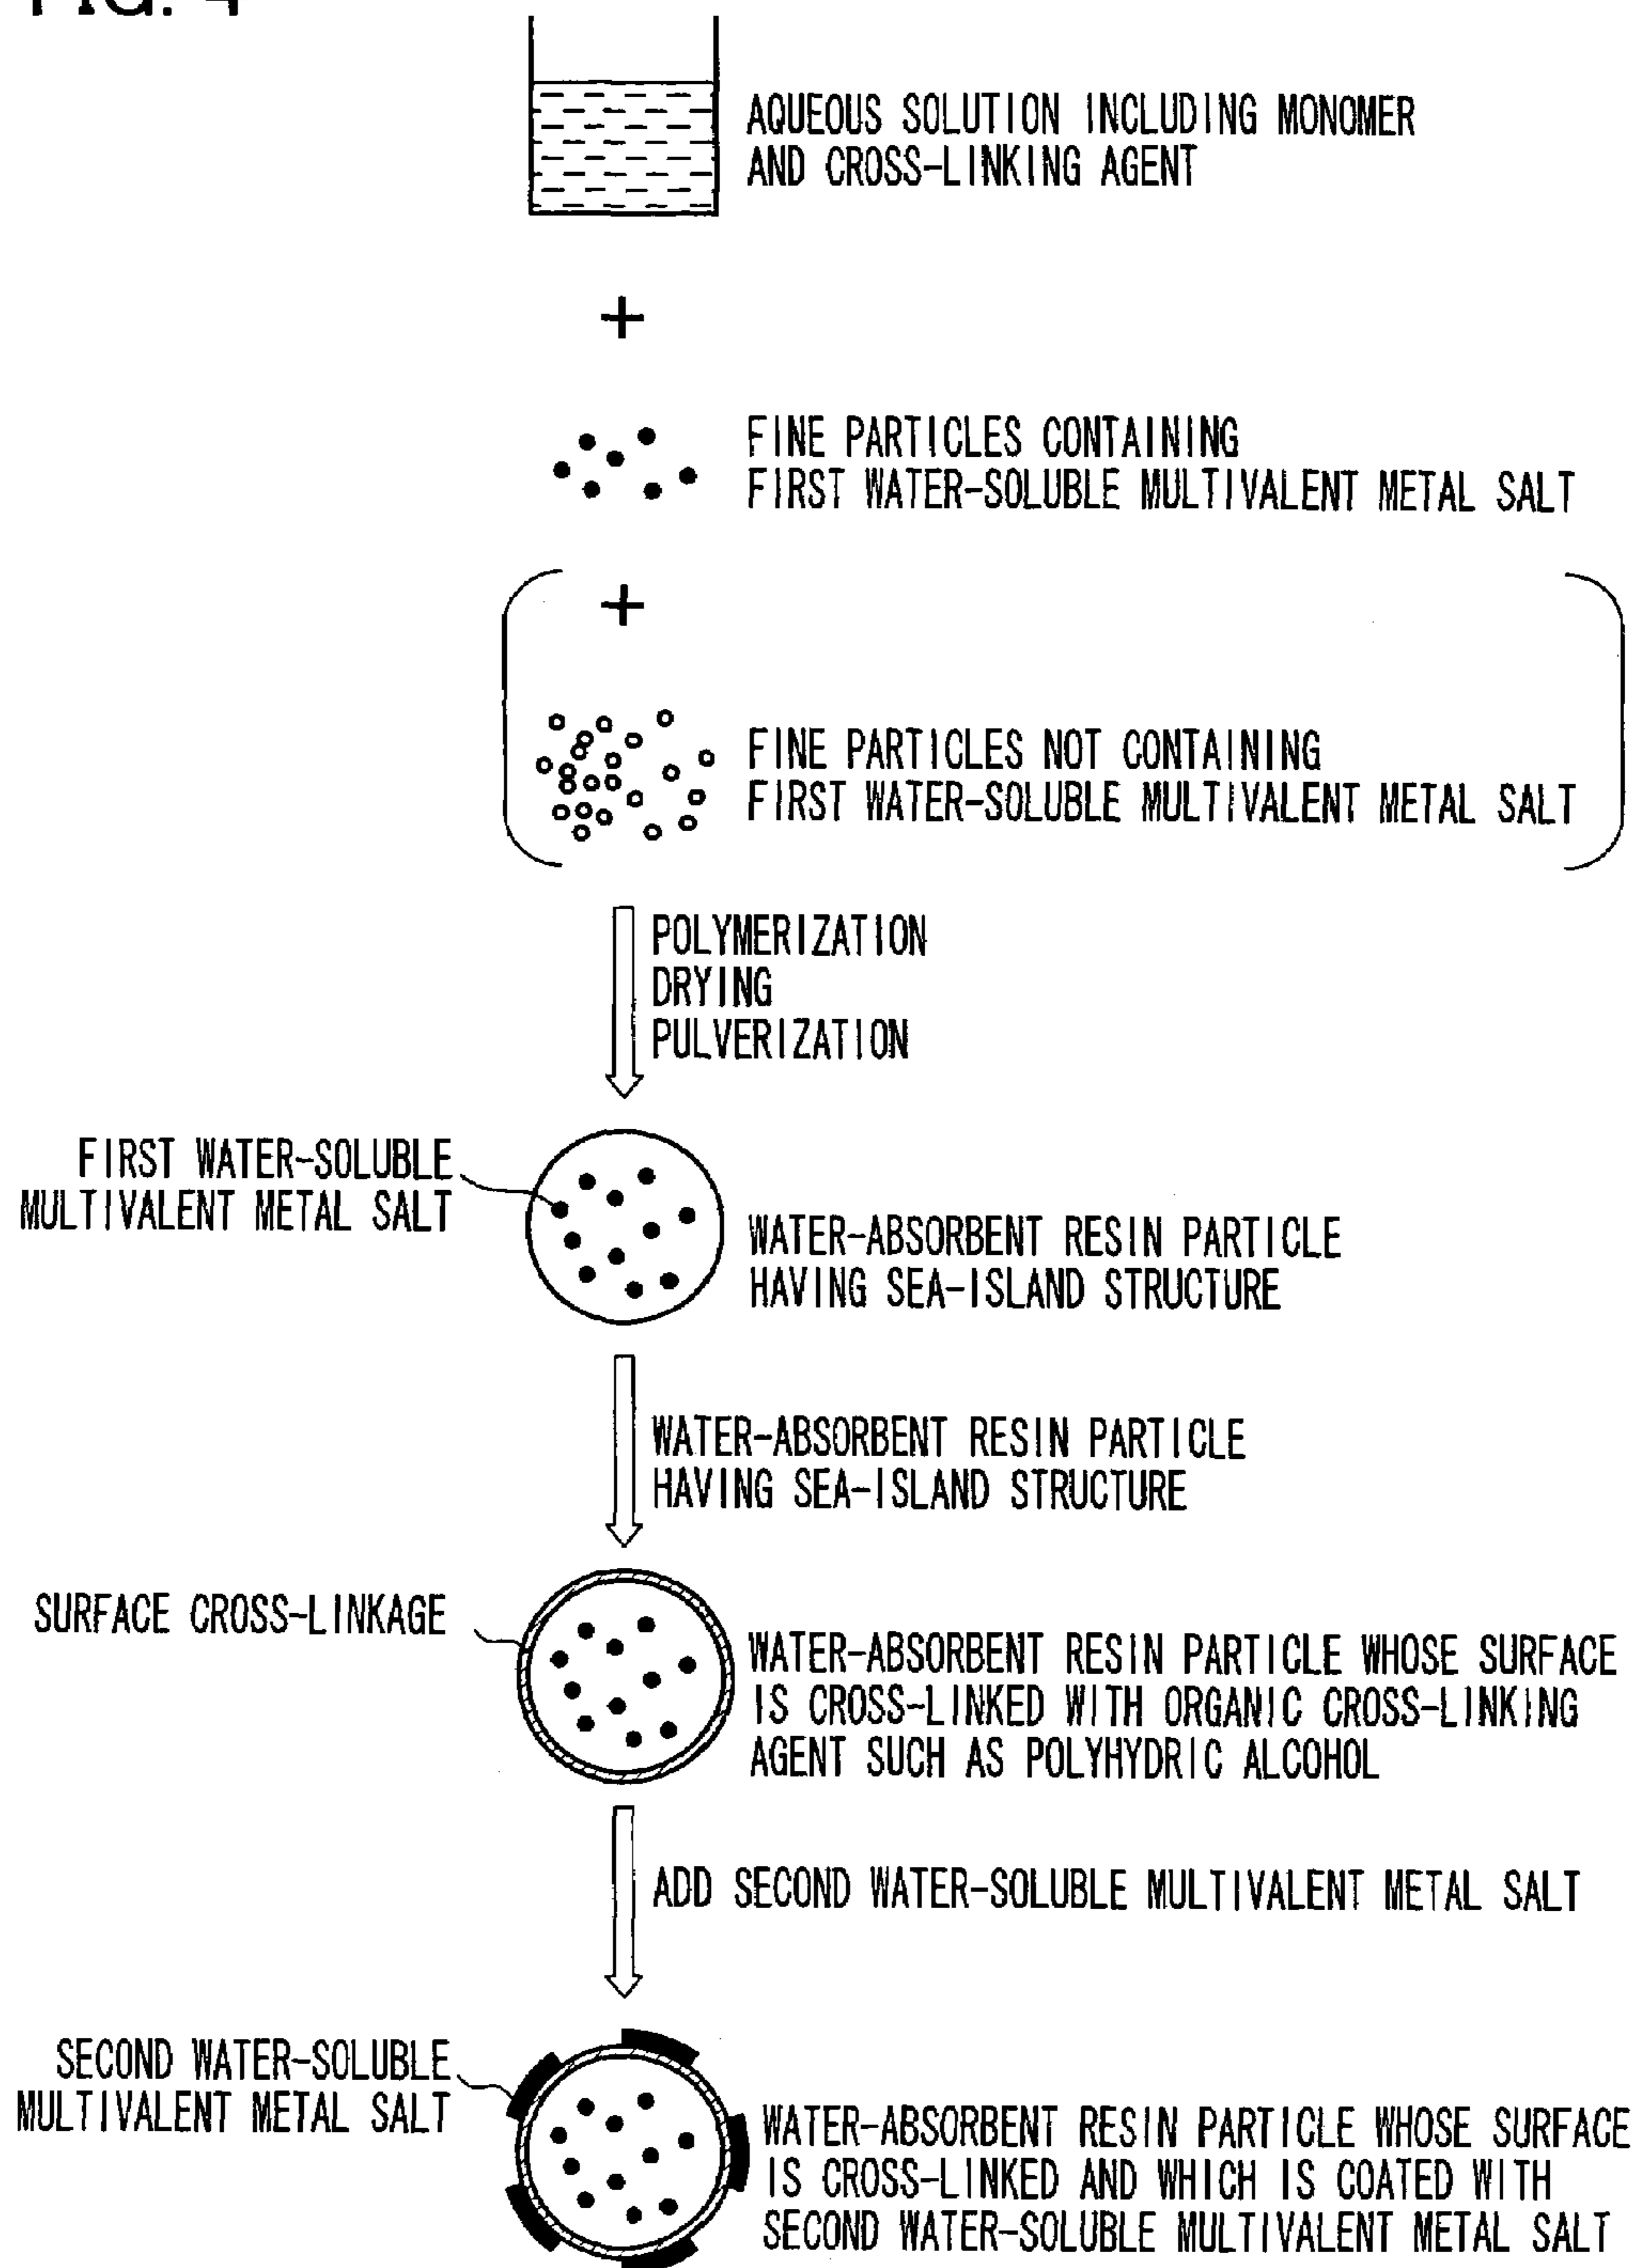 FIG. 4
AQUEOUS SOLUTION INCLUDING MONOMER
AND CROSS-LINKING AGENT
+
FINE PARTICLES CONTAINING
FIRST WATER-SOLUBLE MULTIVALENT METAL SALT
+
FINE PARTICLES NOT CONTAINING
FIRST WATER-SOLUBLE MULTIVALENT METAL SALT
POLYMERIZATION
DRYING
PULVERIZATION
FIRST WATER-SOLUBLE
MULTIVALENT METAL SALT
WATER-ABSORBENT RESIN PARTICLE
HAVING SEA-ISLAND STRUCTURE
WATER-ABSORBENT RESIN PARTICLE
HAVING SEA-ISLAND STRUCTURE
SURFACE CROSS-LINKAGE
WATER-ABSORBENT RESIN PARTICLE WHOSE SURFACE
IS CROSS-LINKED WITH ORGANIC CROSS-LINKING
AGENT SUCH AS POLYHYDRIC ALCOHOL
ADD SECOND WATER-SOLUBLE MULTIVALENT METAL SALT
SECOND WATER-SOLUBLE
MULTIVALENT METAL SALT
WATER-ABSORBENT RESIN PARTICLE WHOSE SURFACE
IS CROSS-LINKED AND WHICH IS COATED WITH
SECOND WATER-SOLUBLE MULTIVALENT METAL SALT